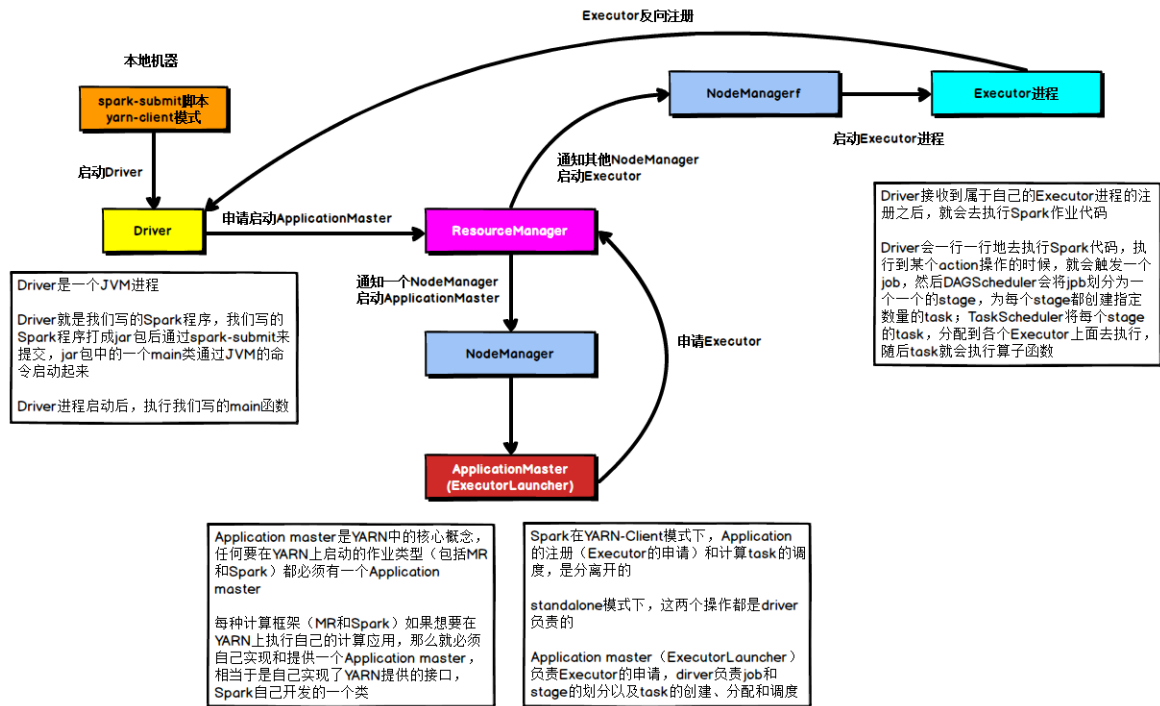 Executor反向注册
本地机器
spark-submit脚本
yarn-client模式
NodeManagerf
Executor进程
启动Executor进程
启动Driver
通知其他NodeManager
启动Executor
Driver
申请启动ApplicationMaster
ResourceManager
Driver接收到属于自己的Executor进程的注
册之后，就会去执行Spark作业代码
Driver会一行一行地去执行Spark代码，执
行到某个action操作的时候，就会触发一个
job，然后DAGScheduler会将jpb划分为一
个一个的stage，为每个stage都创建指定
数量的task；TaskScheduler将每个stage
的task，分配到各个Executor上面去执行，
随后task就会执行算子函数
Driver是一个JVM进程
Driver就是我们写的Spark程序，我们写的
Spark程序打成jar包后通过spark-submit来
提交，jar包中的一个main类通过JVM的命
令启动起来
Driver进程启动后，执行我们写的main函数
通知一个NodeManager
启动ApplicationMaster
NodeManager
申请Executor
ApplicationMaster
(ExecutorLauncher)
Application master是YARN中的核心概念，
任何要在YARN上启动的作业类型（包括MR
和Spark）都必须有一个Application
master
每种计算框架（MR和Spark）如果想要在
YARN上执行自己的计算应用，那么就必须
自己实现和提供一个Application master，
相当于是自己实现了YARN提供的接口，
Spark自己开发的一个类
Spark在YARN-Client模式下，Application
的注册（Executor的申请）和计算task的调
度，是分离开的
standalone模式下，这两个操作都是driver
负责的
Application master（ExecutorLauncher）
负责Executor的申请，dirver负责job和
stage的划分以及task的创建、分配和调度